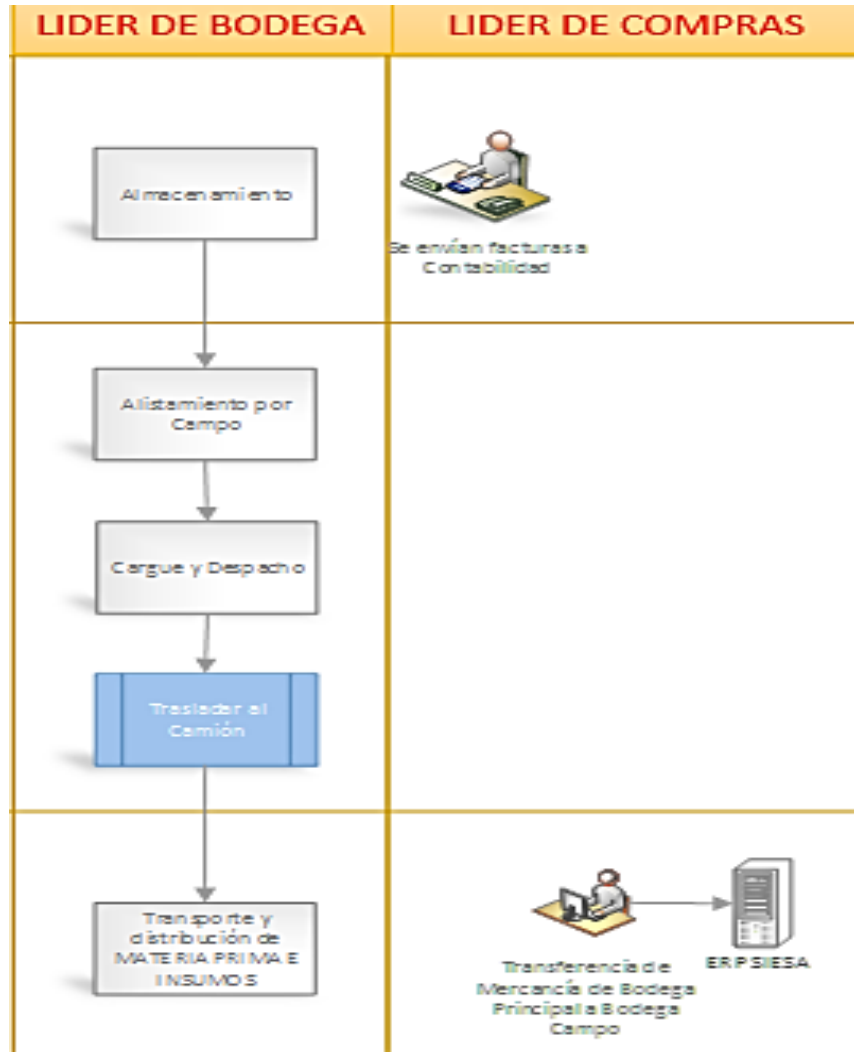 LIDER DE BODEGA
LIDER DE COMPRAS
Almacenamiento
Se envían facturas a
Contabilidad
Alistamiento por
Campo
Cargue y Despacho
Trasladar al
Camión
Transporte y
distribución de
MATERIA PRIMA E
INSUMOS
Transferencia de
Mercancía de Bodega
Principal a Bodega
Campo
ERP SIESA